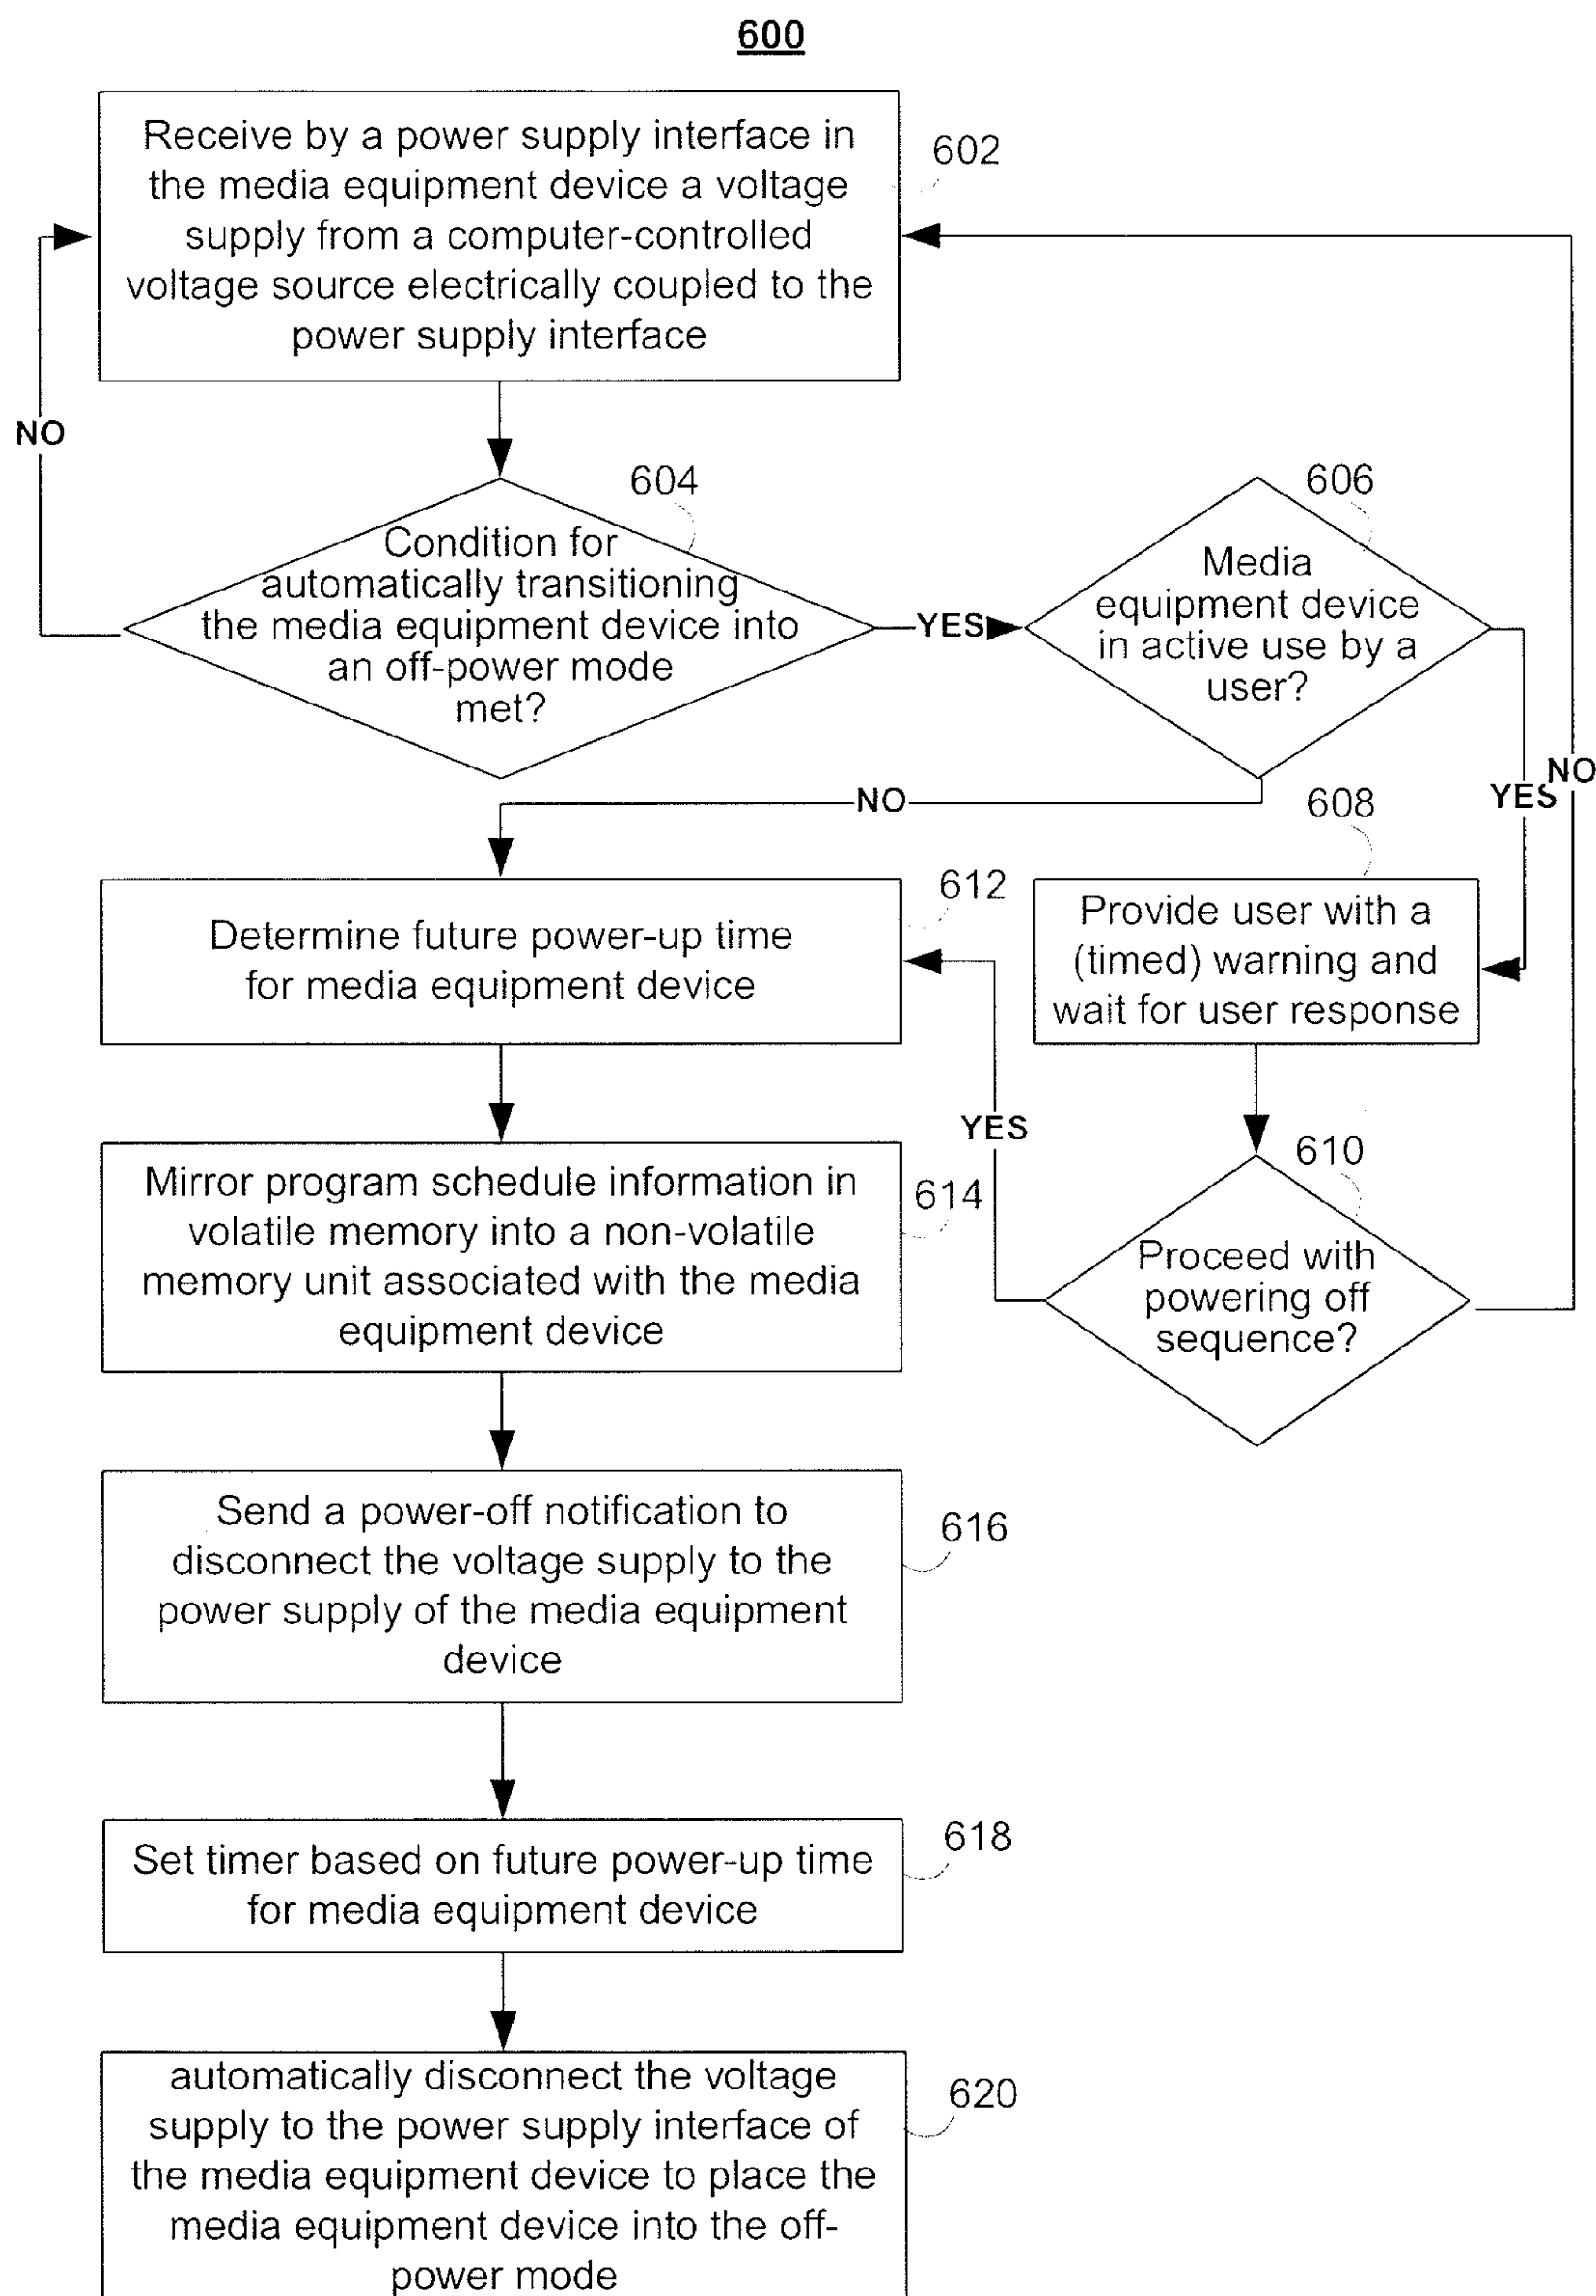 600
Receive by a power supply interface in
the media equipment device a voltage
supply from a computer-controlled
voltage source electrically coupled to the
power supply interface
602
NO
604
Condition for
automatically transitioning
the media equipment device into
an off-power mode
met?
YES
606
Media
equipment device
in active use by a
user?
NO
YES
NO
608
Provide user with a
(timed) warning and
wait for user response
612
Determine future power-up time
for media equipment device
YES
610
Proceed with
powering off
sequence?
Mirror program schedule information in
volatile memory into a non-volatile
memory unit associated with the media
equipment device
614
Send a power-off notification to
disconnect the voltage supply to the
power supply of the media equipment
device
616
Set timer based on future power-up time
for media equipment device
618
automatically disconnect the voltage
supply to the power supply interface of
the media equipment device to place the
media equipment device into the off-
power mode
620